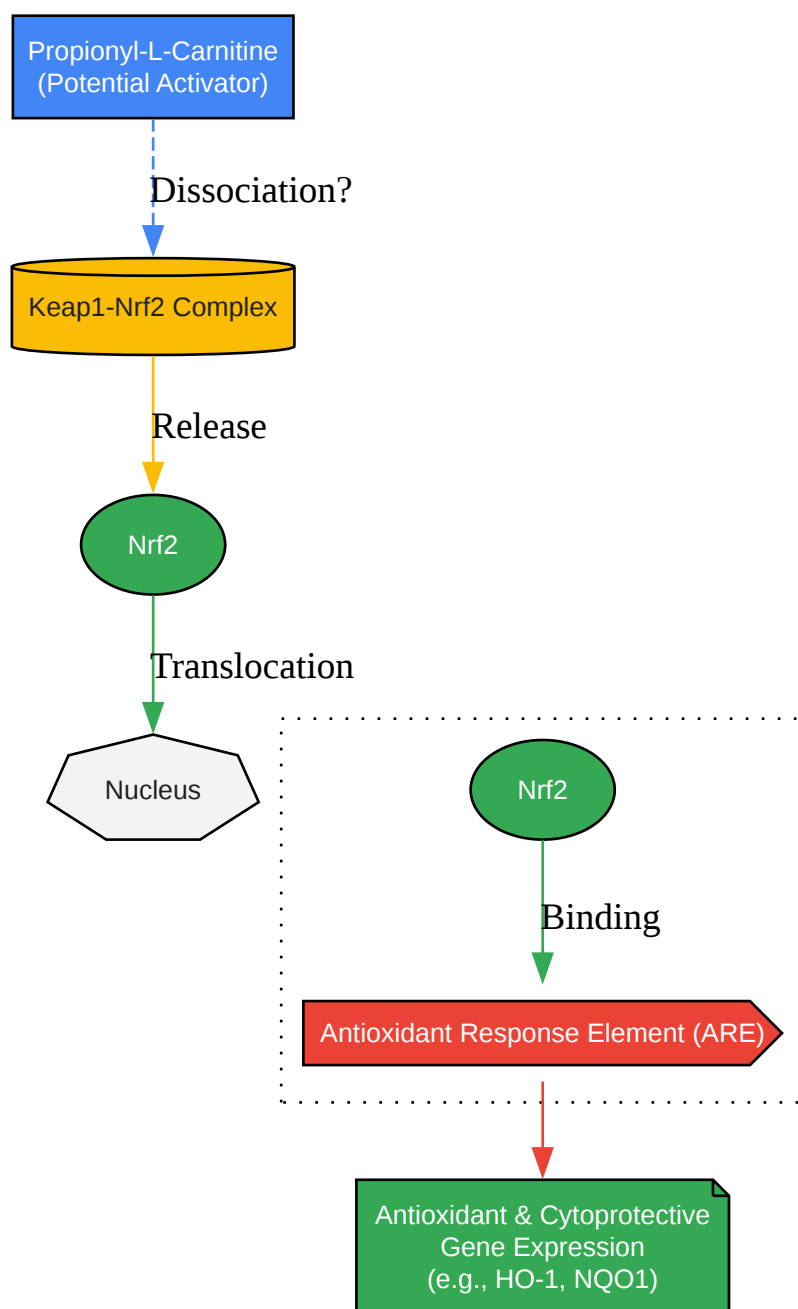 Propionyl-L-Carnitine
(Potential Activator)
Dissociation?
Keap1-Nrf2 Complex
Release
Nrf2
Translocation
Nucleus
Nrf2
Binding
Antioxidant Response Element (ARE)
Antioxidant & Cytoprotective
Gene Expression
(e.g., HO-1, NQO1)